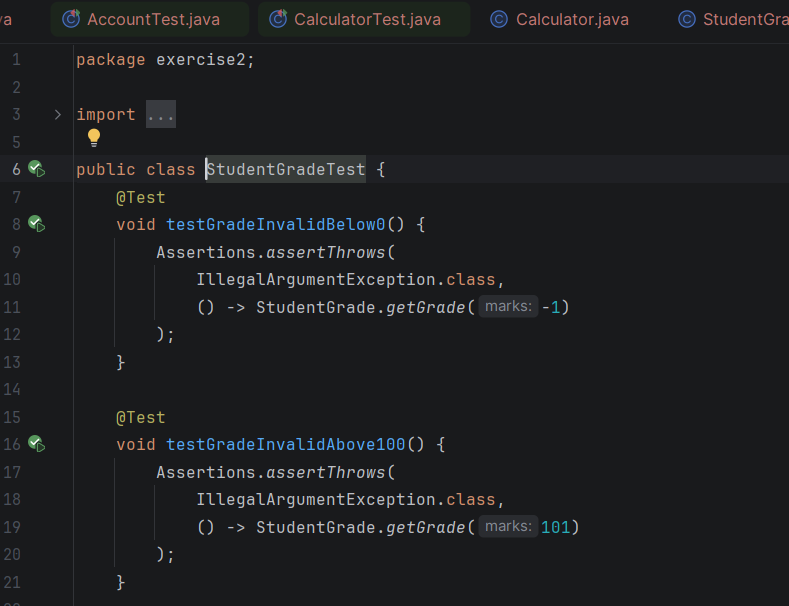 va AccountTest.java CalculatorTest.java Calculator.java StudentGra
1 package exercise2;
2
3 import ...
5
6 public class StudentGradeTest {
7 @Test
8 void testGradeInvalidBelow0() {
9 Assertions.assertThrows(
10 IllegalArgumentException.class,
11 () -> StudentGrade.getGrade( marks: -1)
12 );
13 }
14
15 @Test
16 void testGradeInvalidAbove100() {
17 Assertions.assertThrows(
18 IllegalArgumentException.class,
19 () -> StudentGrade.getGrade( marks: 101)
20 );
21 }